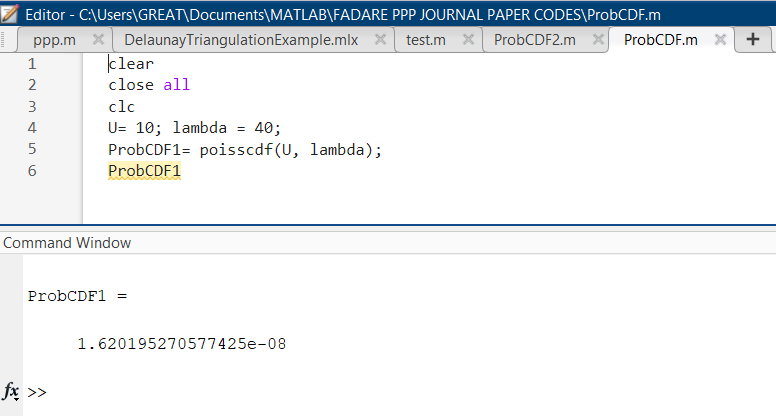 Editor - C:\Users\GREAT\Documents\MATLAB\FADARE PPP JOURNAL PAPER CODES\ProbCDF.m
ppp.m DelaunayTriangulationExample.mlx test.m ProbCDF2.m ProbCDF.m +
1 clear
2 close all
3 clc
4 U= 10; lambda = 40;
5 ProbCDF1= poisscdf(U, lambda);
6 ProbCDF1
Command Window
ProbCDF1 =
1.620195270577425e-08
fx >>